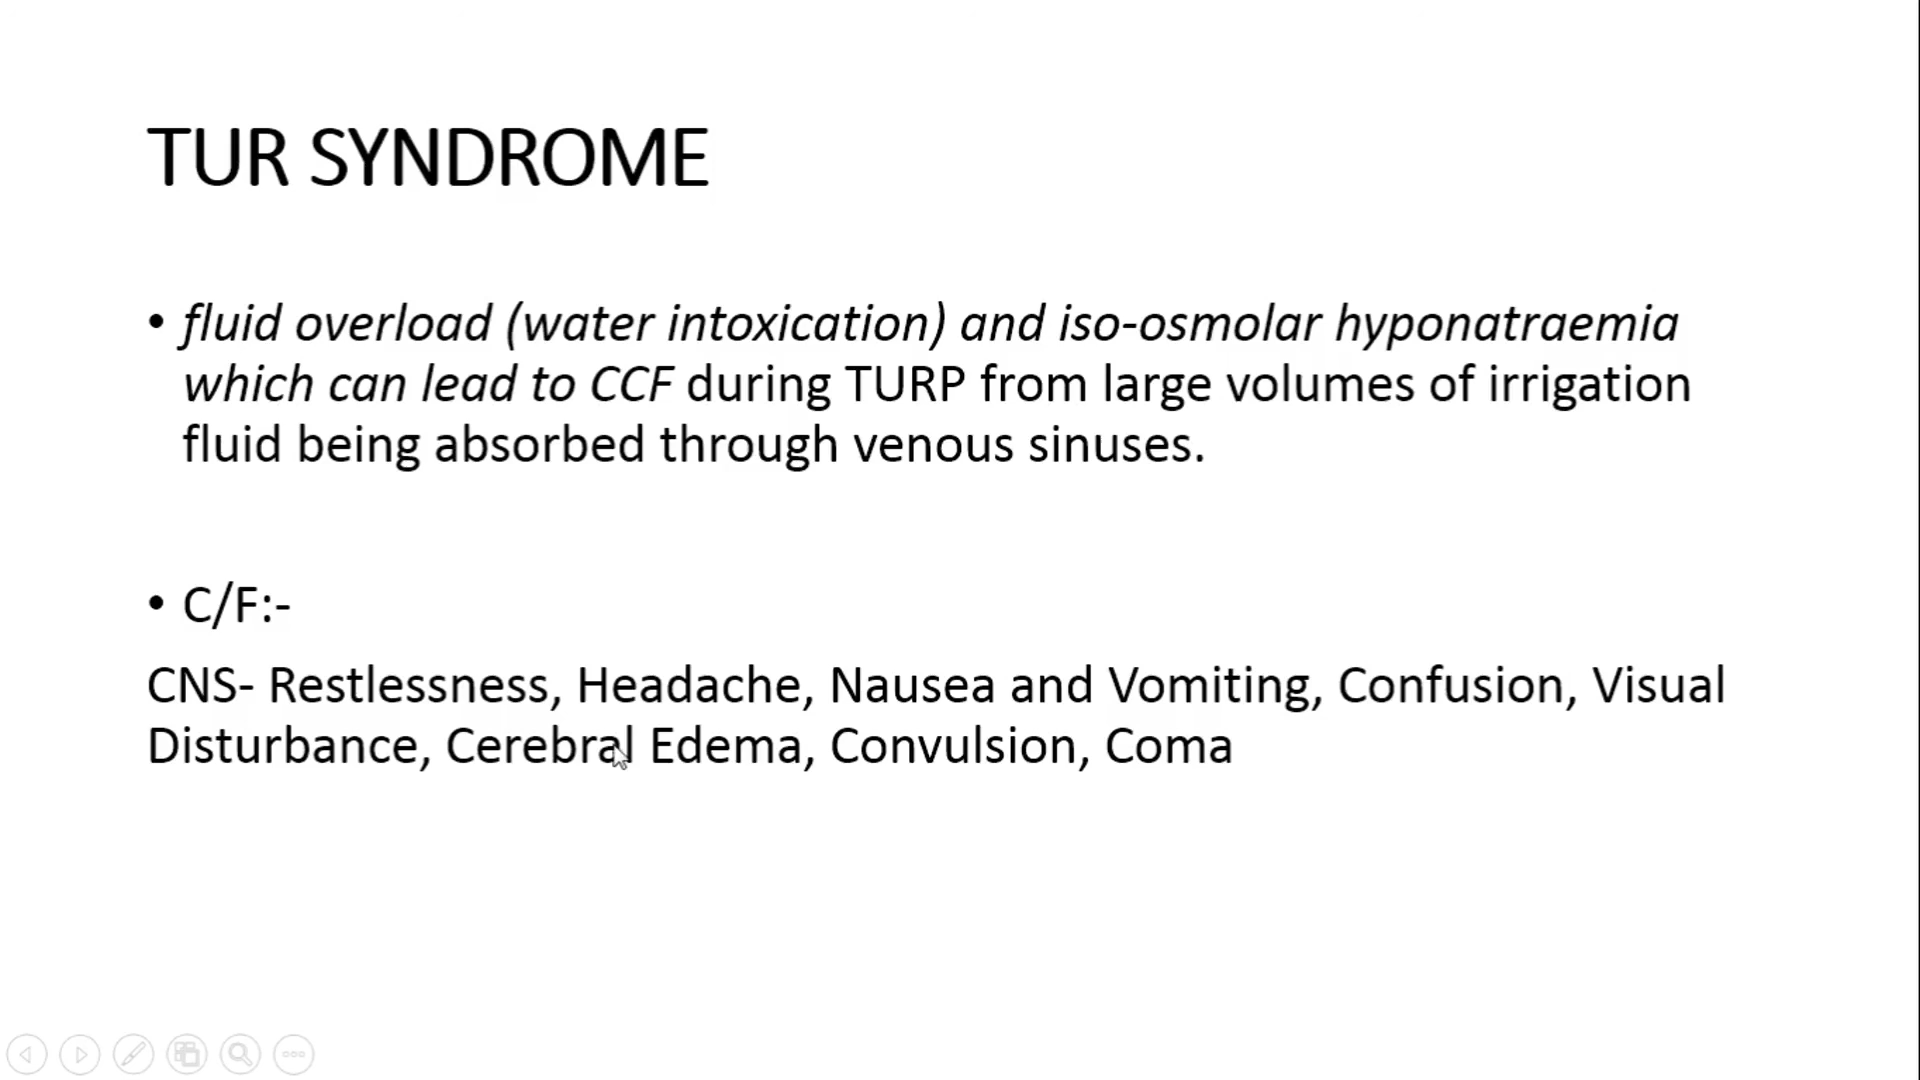 TUR SYNDROME
• fluid overload (water intoxication) and iso-osmolar hyponatraemia
which can lead to CCF during TURP from large volumes of irrigation
fluid being absorbed through venous sinuses.
• C/F:-
CNS- Restlessness, Headache, Nausea and Vomiting, Confusion, Visual
Disturbance, Cerebral Edema, Convulsion, Coma